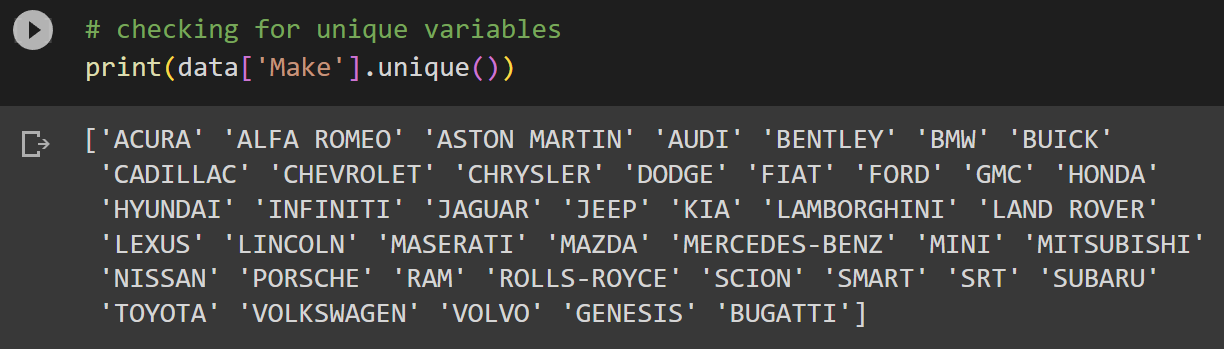 # checking for unique variables
print(data['Make'].unique())
['ACURA' 'ALFA ROMEO' 'ASTON MARTIN' 'AUDI' 'BENTLEY' 'BMW' 'BUICK'
'CADILLAC' 'CHEVROLET' 'CHRYSLER' 'DODGE' 'FIAT' 'FORD' 'GMC' 'HONDA'
'HYUNDAI' 'INFINITI' 'JAGUAR' 'JEEP' 'KIA' 'LAMBORGHINI' 'LAND ROVER'
'LEXUS' 'LINCOLN' 'MASERATI' 'MAZDA' 'MERCEDES-BENZ' 'MINI' 'MITSUBISHI'
'NISSAN' 'PORSCHE' 'RAM' 'ROLLS-ROYCE' 'SCION' 'SMART' 'SRT' 'SUBARU'
'TOYOTA' 'VOLKSWAGEN' 'VOLVO' 'GENESIS' 'BUGATTI']